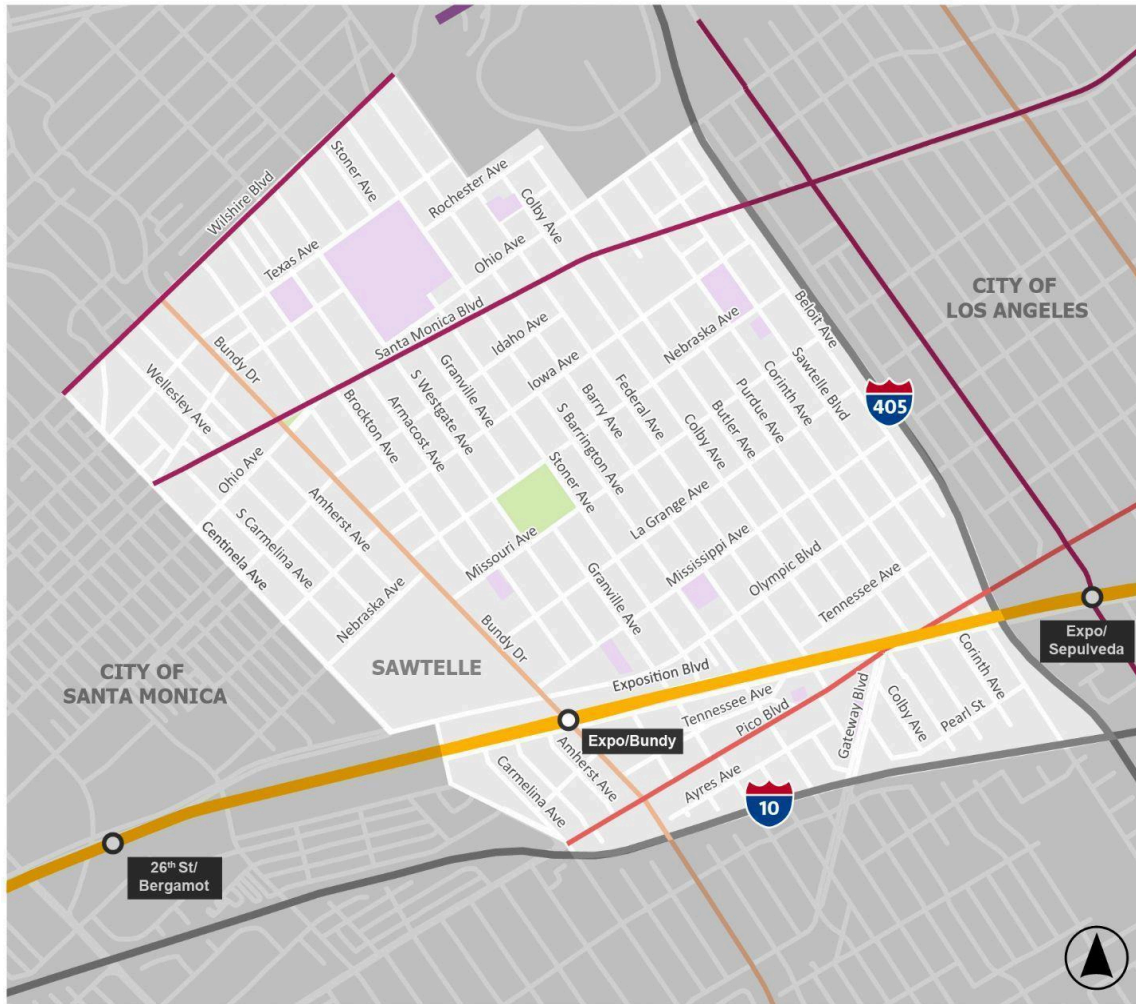 Stoner Ave
Rochester Ave
Wilshire Blvd
Colby Ave
Texas Ave
Ohio Ave
CITY OF
LOS ANGELES
Santa Monica Blvd
Idaho Ave
Nebraska Ave
Beloit Ave
Bundy Dr
Wellesley Ave
Granville Ave
Iowa Ave
Sawtelle Blvd
S Westgate Ave
Corinth Ave
Brockton Ave
Armacost Ave
Federal Ave
Barry Ave
Purdue Ave
405
S Barrington Ave
Butler Ave
Colby Ave
Ohio Ave
Stoner Ave
Amherst Ave
La Grange Ave
S Carmelina Ave
Centinela Ave
Missouri Ave
Mississippi Ave
Olympic Blvd
Nebraska Ave
Granville Ave
Tennessee Ave
Bundy Dr
CITY OF
SANTA MONICA
SAWTELLE
Exposition Blvd
Expo/
Sepulveda
Corinth Ave
Tennessee Ave
Pico Blvd
Gateway Blvd
Colby Ave
Pearl St
Expo/Bundy
Amherst Ave
Carmelina Ave
Ayres Ave
10
26th St/
Bergamot